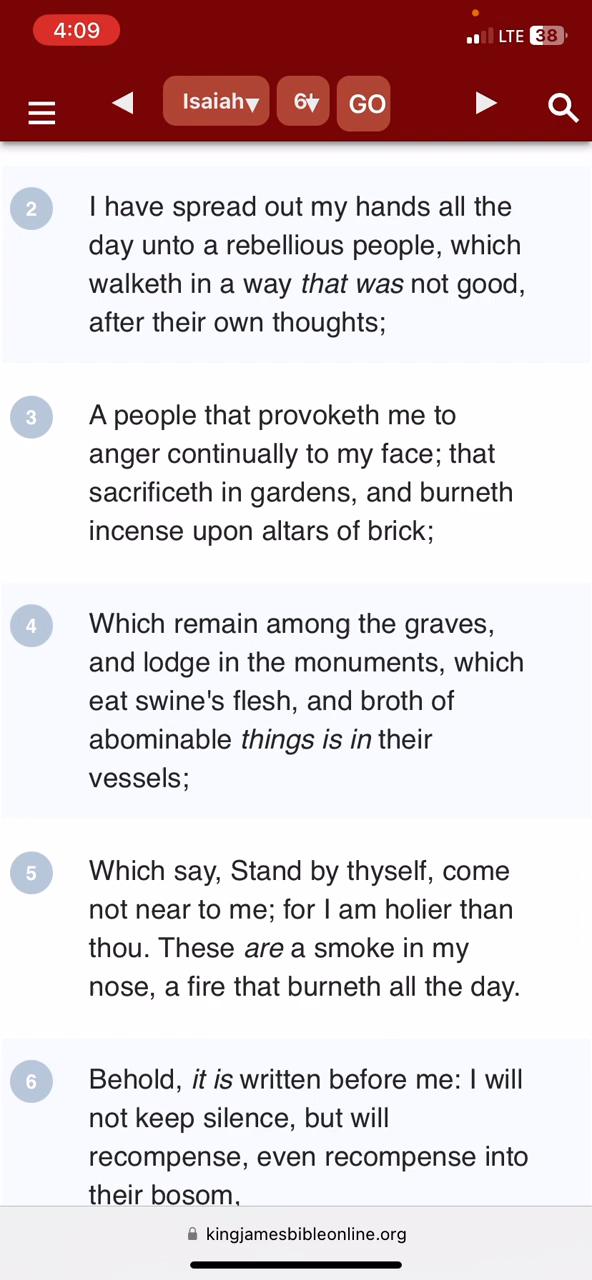 4:09
LTE 38
Isaiah
GO
2
I have spread out my hands all the
day unto a rebellious people, which
walketh in a way that was not good,
after their own thoughts;
3
A people that provoketh me to
anger continually to my face; that
sacrificeth in gardens, and burneth
incense upon altars of brick;
4
Which remain among the graves,
and lodge in the monuments, which
eat swine's flesh, and broth of
abominable things is in their
vessels;
5
Which say, Stand by thyself, come
not near to me; for I am holier than
thou. These are a smoke in my
nose, a fire that burneth all the day.
6
Behold, it is written before me: I will
not keep silence, but will
recompense, even recompense into
their bosom,
kingjamesbibleonline.org